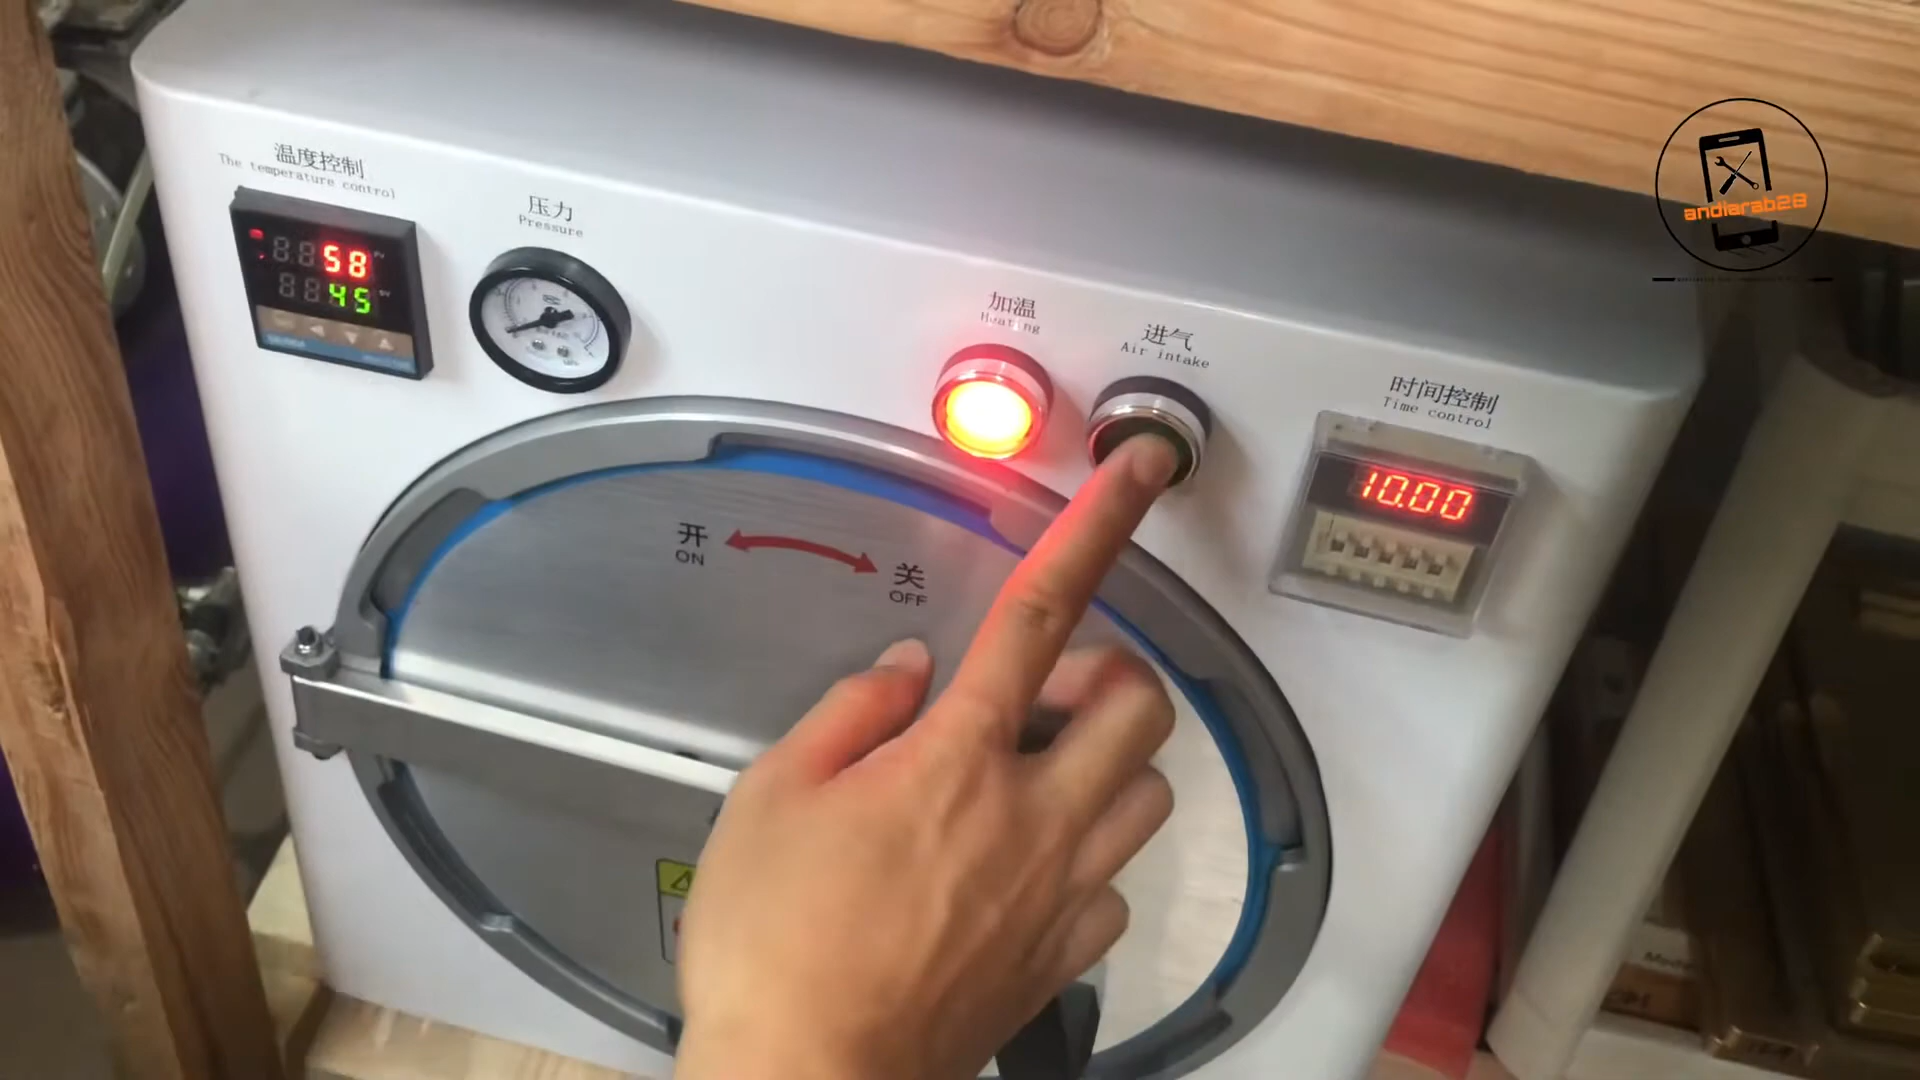 温度控制
The temperature control
58
45
压力
Pressure
加温
Heating
进气
Air intake
时间控制
Time control
10.00
开
ON
关
OFF
andierab28